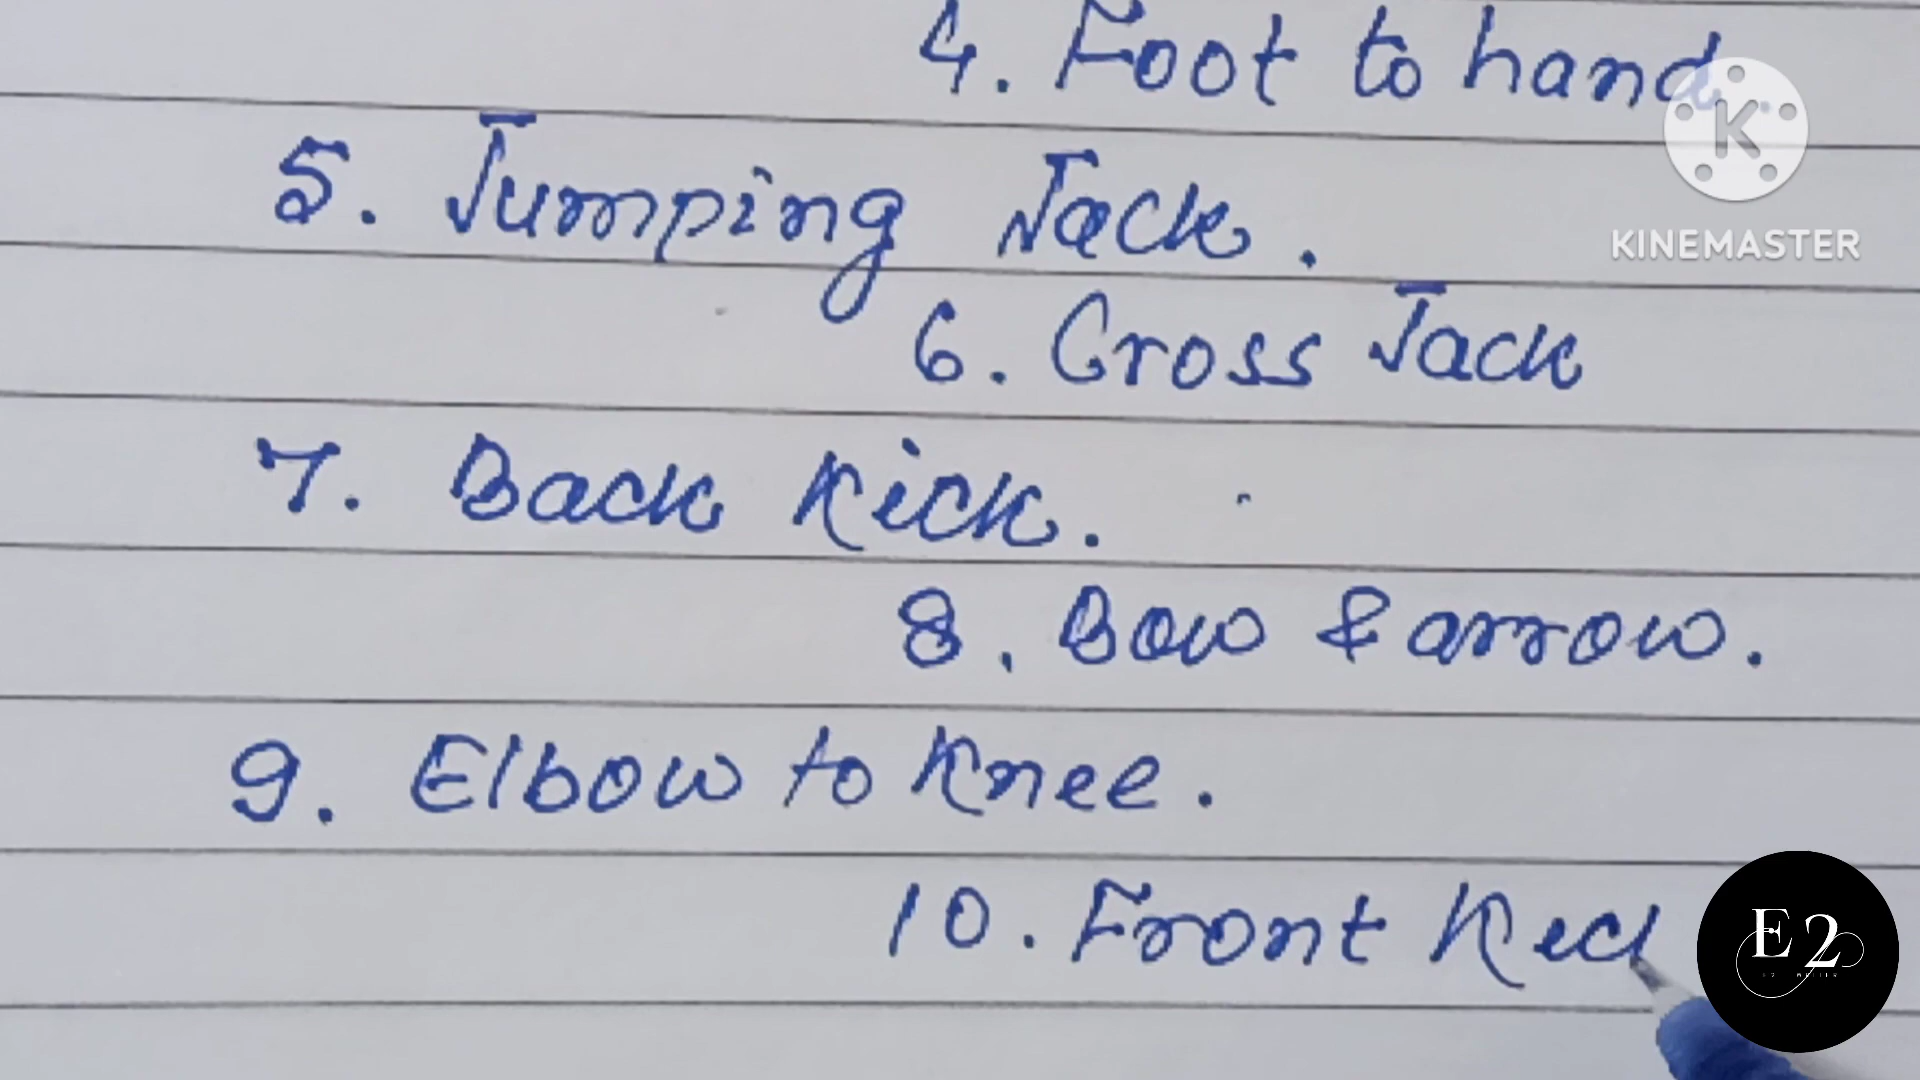 4. Foot to hand.
5. Jumping Jack.
6. Cross Jack
7. Back Kick.
8. Bow & arrow.
9. Elbow to Knee.
10. Front
KINEMASTER
E2